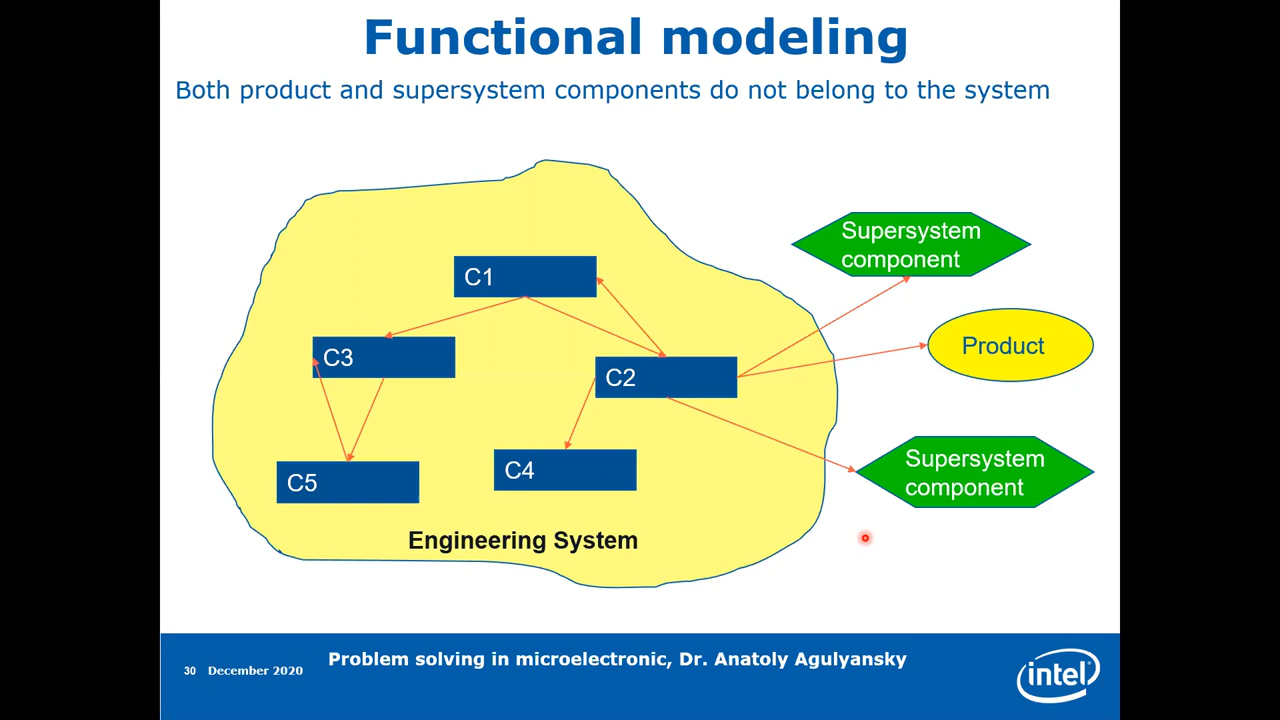 Functional modeling
Both product and supersystem components do not belong to the system
Supersystem
component
C1
Product
C3
C2
Supersystem
component
C4
C5
Engineering System
30 December 2020
Problem solving in microelectronic, Dr. Anatoly Agulyansky
intel